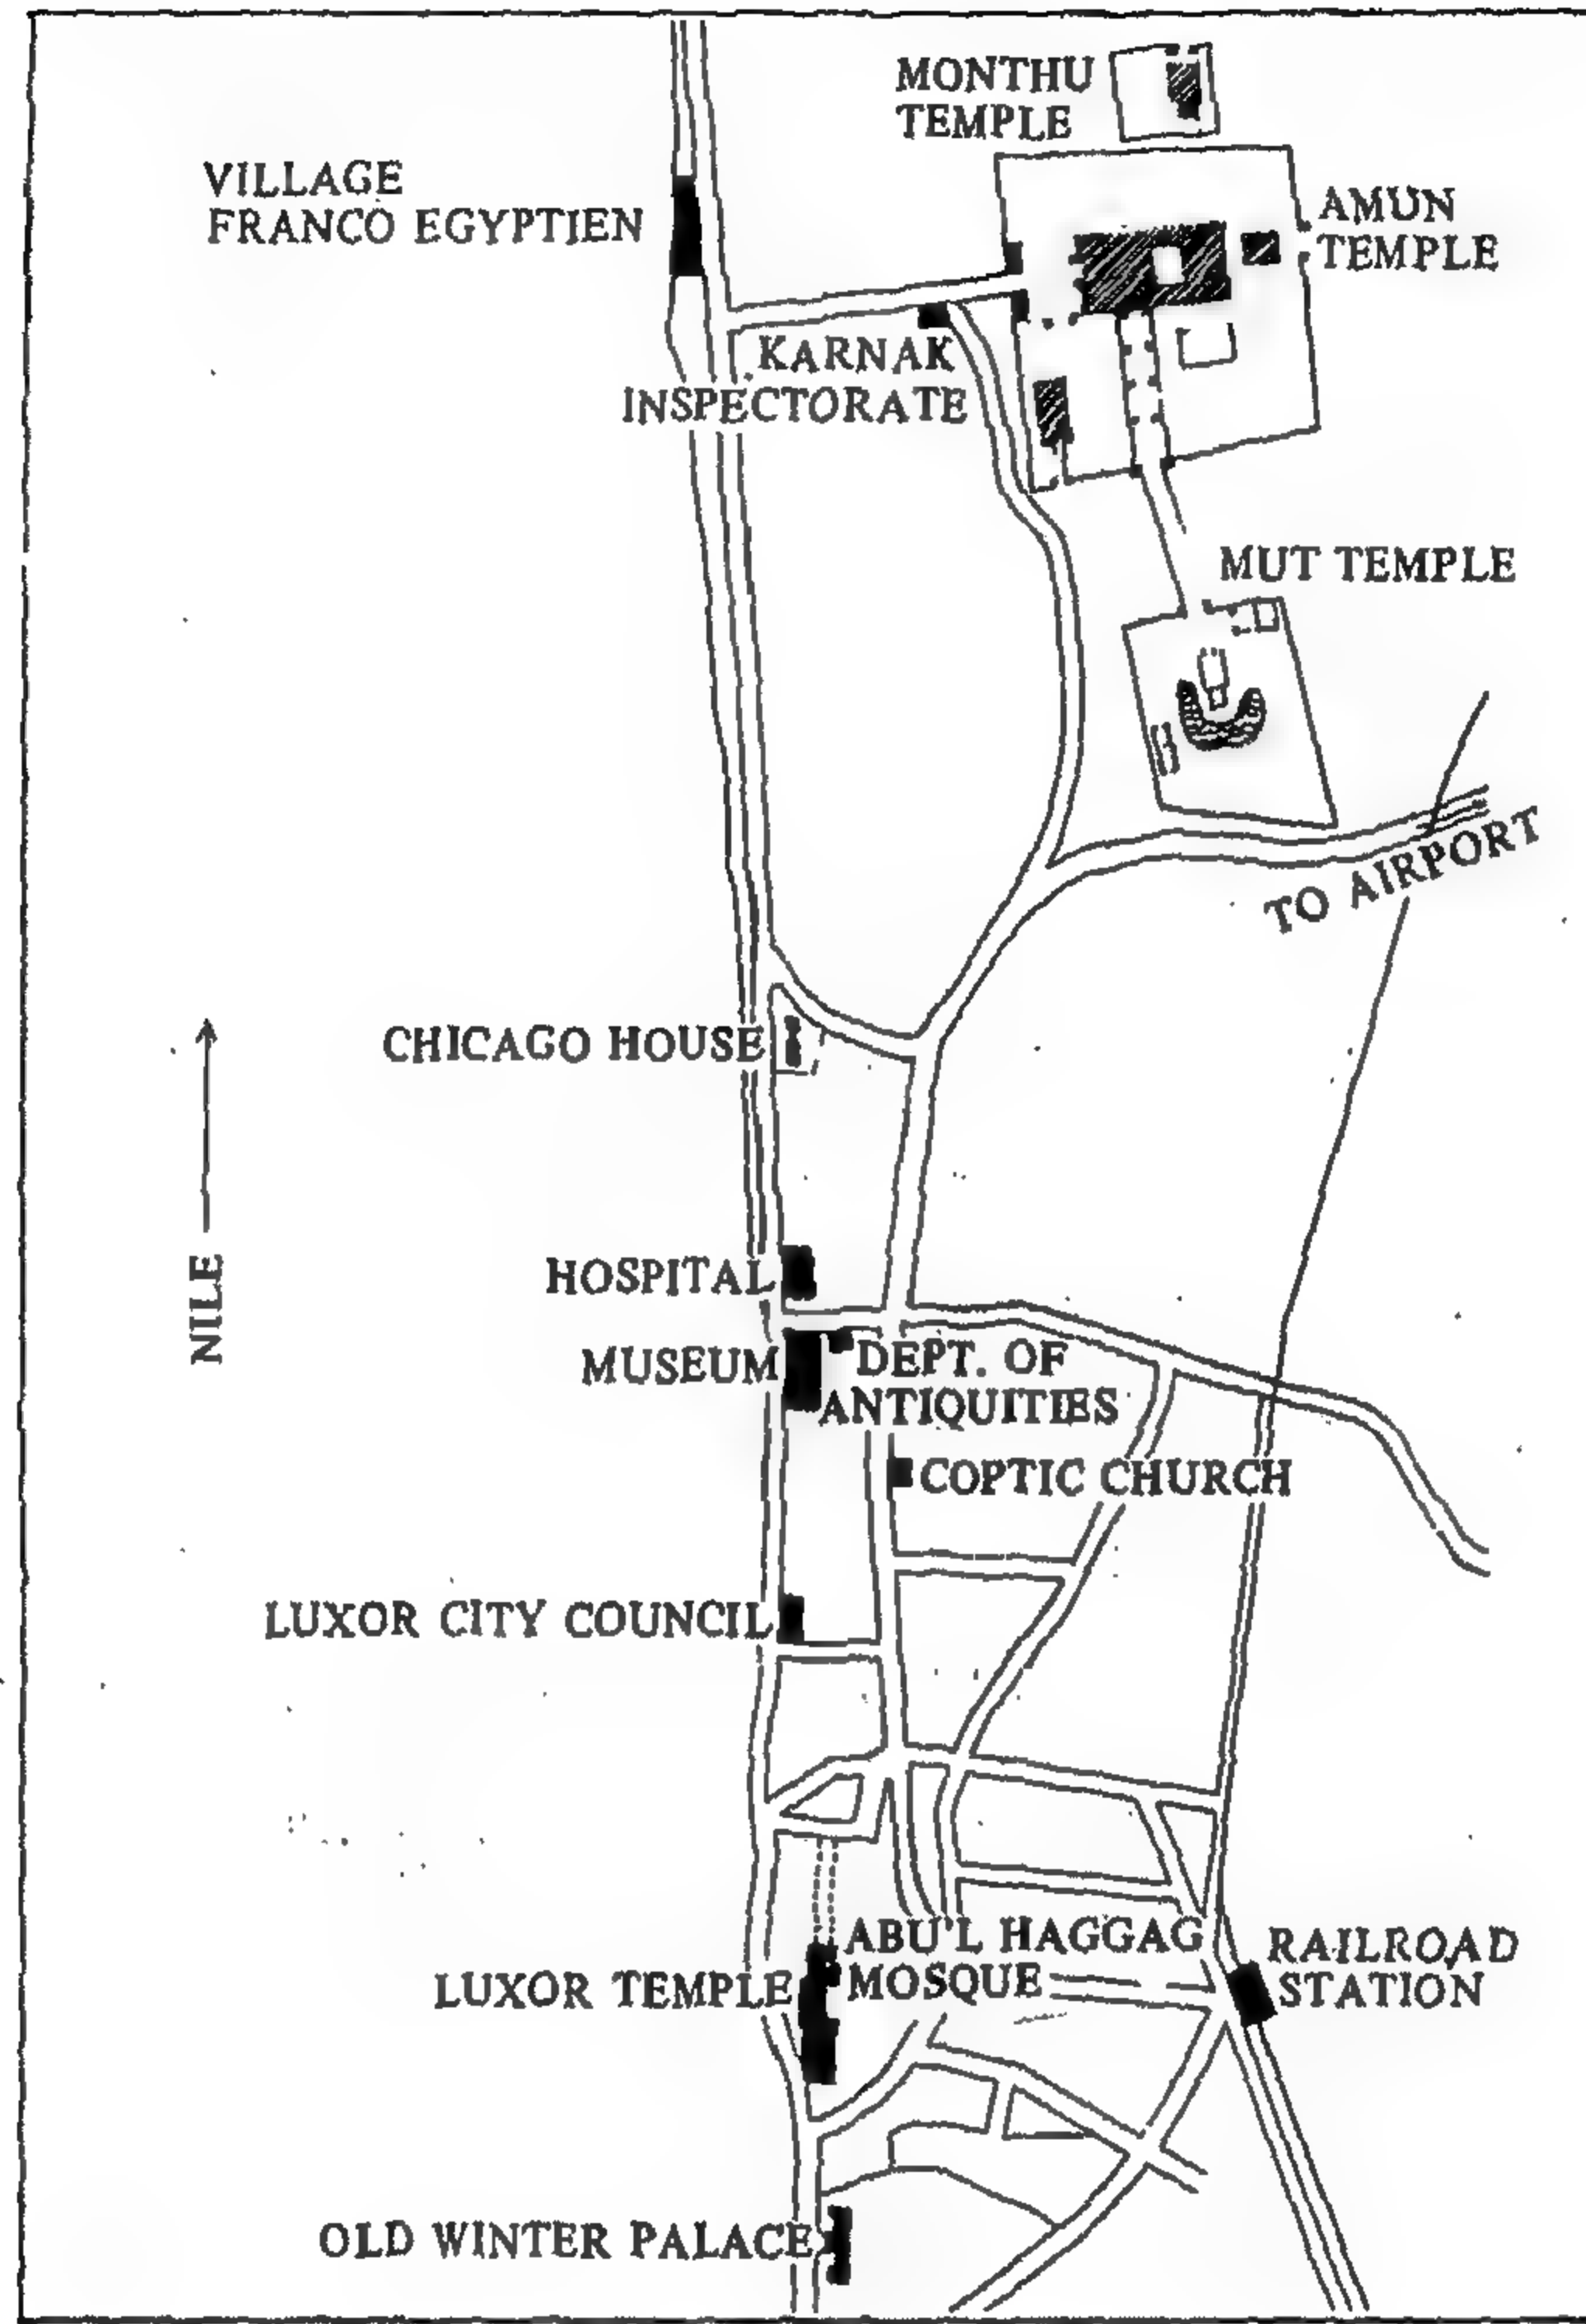 MONTHU
TEMPLE
VILLAGE
FRANCO EGYPTIEN
AMUN
TEMPLE
KARNAK
INSPECTORATE
MUT TEMPLE
TO AIRPORT
CHICAGO HOUSE
NILE
HOSPITAL
MUSEUM
DEPT. OF
ANTIQUITIES
COPTIC CHURCH
LUXOR CITY COUNCIL
ABU'L HAGGAG
MOSQUE
RAILROAD
STATION
LUXOR TEMPLE
OLD WINTER PALACE